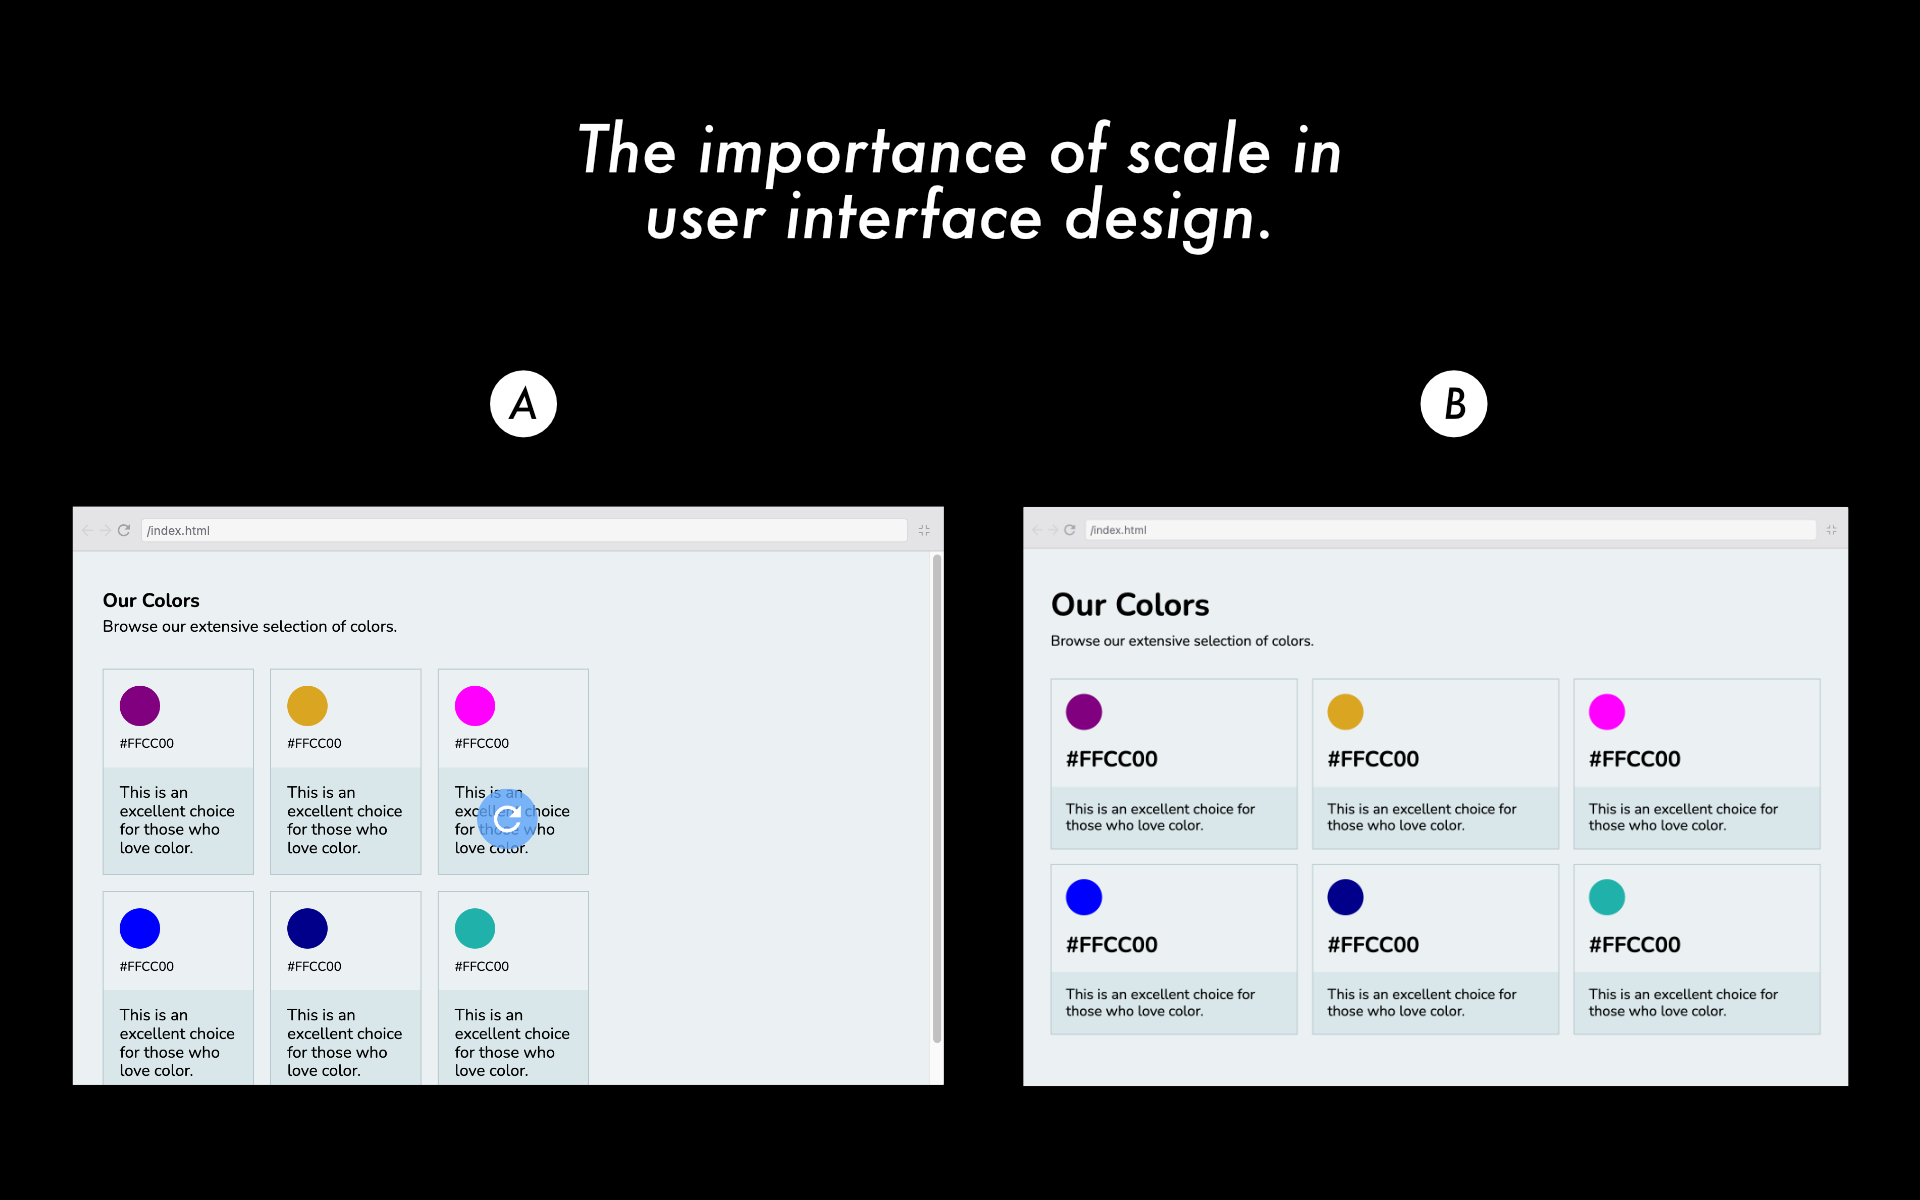 The importance of scale in
user interface design.
A
/index.html
Our Colors
Browse our extensive selection of colors.
#FFCC00
This is an
excellent choice
for those who
love color.
#FFCC00
This is an
excellent choice
for those who
love color.
#FFCC00
This is an
excellent choice
for those who
love color.
#FFCC00
This is an
excellent choice
for those who
love color.
#FFCC00
This is an
excellent choice
for those who
love color.
#FFCC00
This is an
excellent choice
for those who
love color.
B
/index.html
Our Colors
Browse our extensive selection of colors.
#FFCC00
This is an excellent choice for
those who love color.
#FFCC00
This is an excellent choice for
those who love color.
#FFCC00
This is an excellent choice for
those who love color.
#FFCC00
This is an excellent choice for
those who love color.
#FFCC00
This is an excellent choice for
those who love color.
#FFCC00
This is an excellent choice for
those who love color.